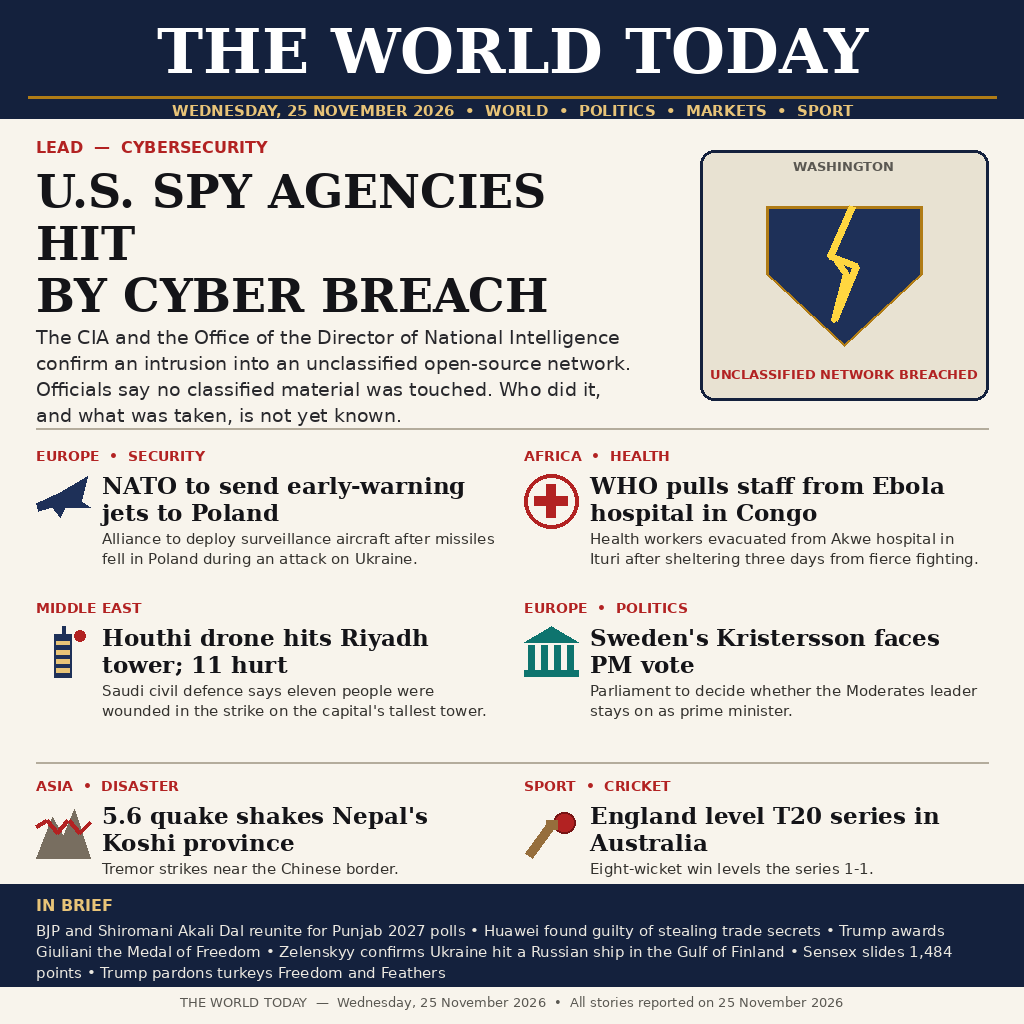 THE WORLD TODAY
WEDNESDAY, 25 NOVEMBER 2026 • WORLD • POLITICS • MARKETS • SPORT
LEAD — CYBERSECURITY
U.S. SPY AGENCIES
HIT
BY CYBER BREACH
The CIA and the Office of the Director of National Intelligence
confirm an intrusion into an unclassified open-source network.
Officials say no classified material was touched. Who did it,
and what was taken, is not yet known.
WASHINGTON
UNCLASSIFIED NETWORK BREACHED
EUROPE • SECURITY
NATO to send early-warning
jets to Poland
Alliance to deploy surveillance aircraft after missiles
fell in Poland during an attack on Ukraine.
AFRICA • HEALTH
WHO pulls staff from Ebola
hospital in Congo
Health workers evacuated from Akwe hospital in
Ituri after sheltering three days from fierce fighting.
MIDDLE EAST
Houthi drone hits Riyadh
tower; 11 hurt
Saudi civil defence says eleven people were
wounded in the strike on the capital's tallest tower.
EUROPE • POLITICS
Sweden's Kristersson faces
PM vote
Parliament to decide whether the Moderates leader
stays on as prime minister.
ASIA • DISASTER
5.6 quake shakes Nepal's
Koshi province
Tremor strikes near the Chinese border.
SPORT • CRICKET
England level T20 series in
Australia
Eight-wicket win levels the series 1-1.
IN BRIEF
BJP and Shiromani Akali Dal reunite for Punjab 2027 polls • Huawei found guilty of stealing trade secrets • Trump awards
Giuliani the Medal of Freedom • Zelenskyy confirms Ukraine hit a Russian ship in the Gulf of Finland • Sensex slides 1,484
points • Trump pardons turkeys Freedom and Feathers
THE WORLD TODAY — Wednesday, 25 November 2026 • All stories reported on 25 November 2026